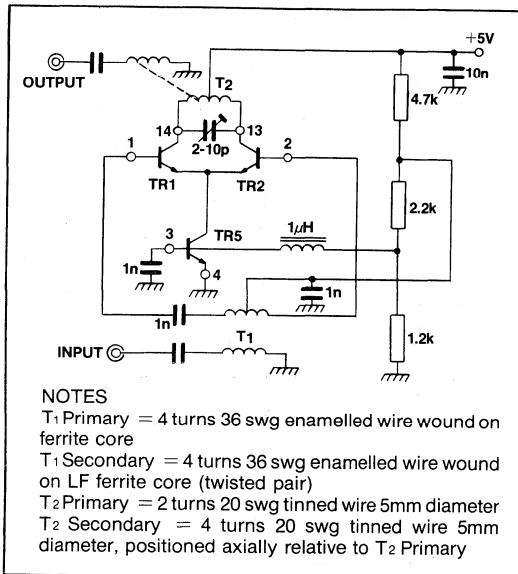 +5V
OUTPUT
T2
10n
4.7k
14
13
1
2-10p
2
TR1
TR2
2.2k
1μH
3
TR5
1n
4
1n
1n
1.2k
T1
INPUT
NOTES
T1 Primary = 4 turns 36 swg enamelled wire wound on
ferrite core
T1 Secondary = 4 turns 36 swg enamelled wire wound
on LF ferrite core (twisted pair)
T2 Primary = 2 turns 20 swg tinned wire 5mm diameter
T2 Secondary = 4 turns 20 swg tinned wire 5mm
diameter, positioned axially relative to T2 Primary